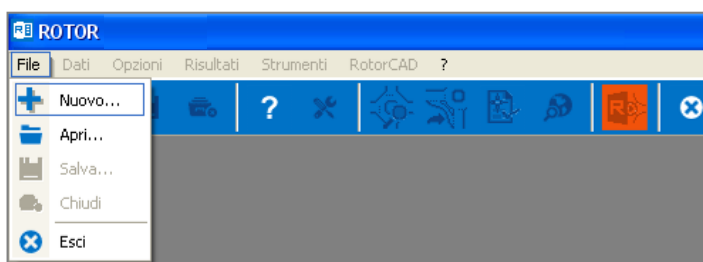 ROTOR
File Dati Opzioni Risultati Strumenti RotorCAD ?
Nuovo...
Apri...
Salva...
Chiudi
Esci